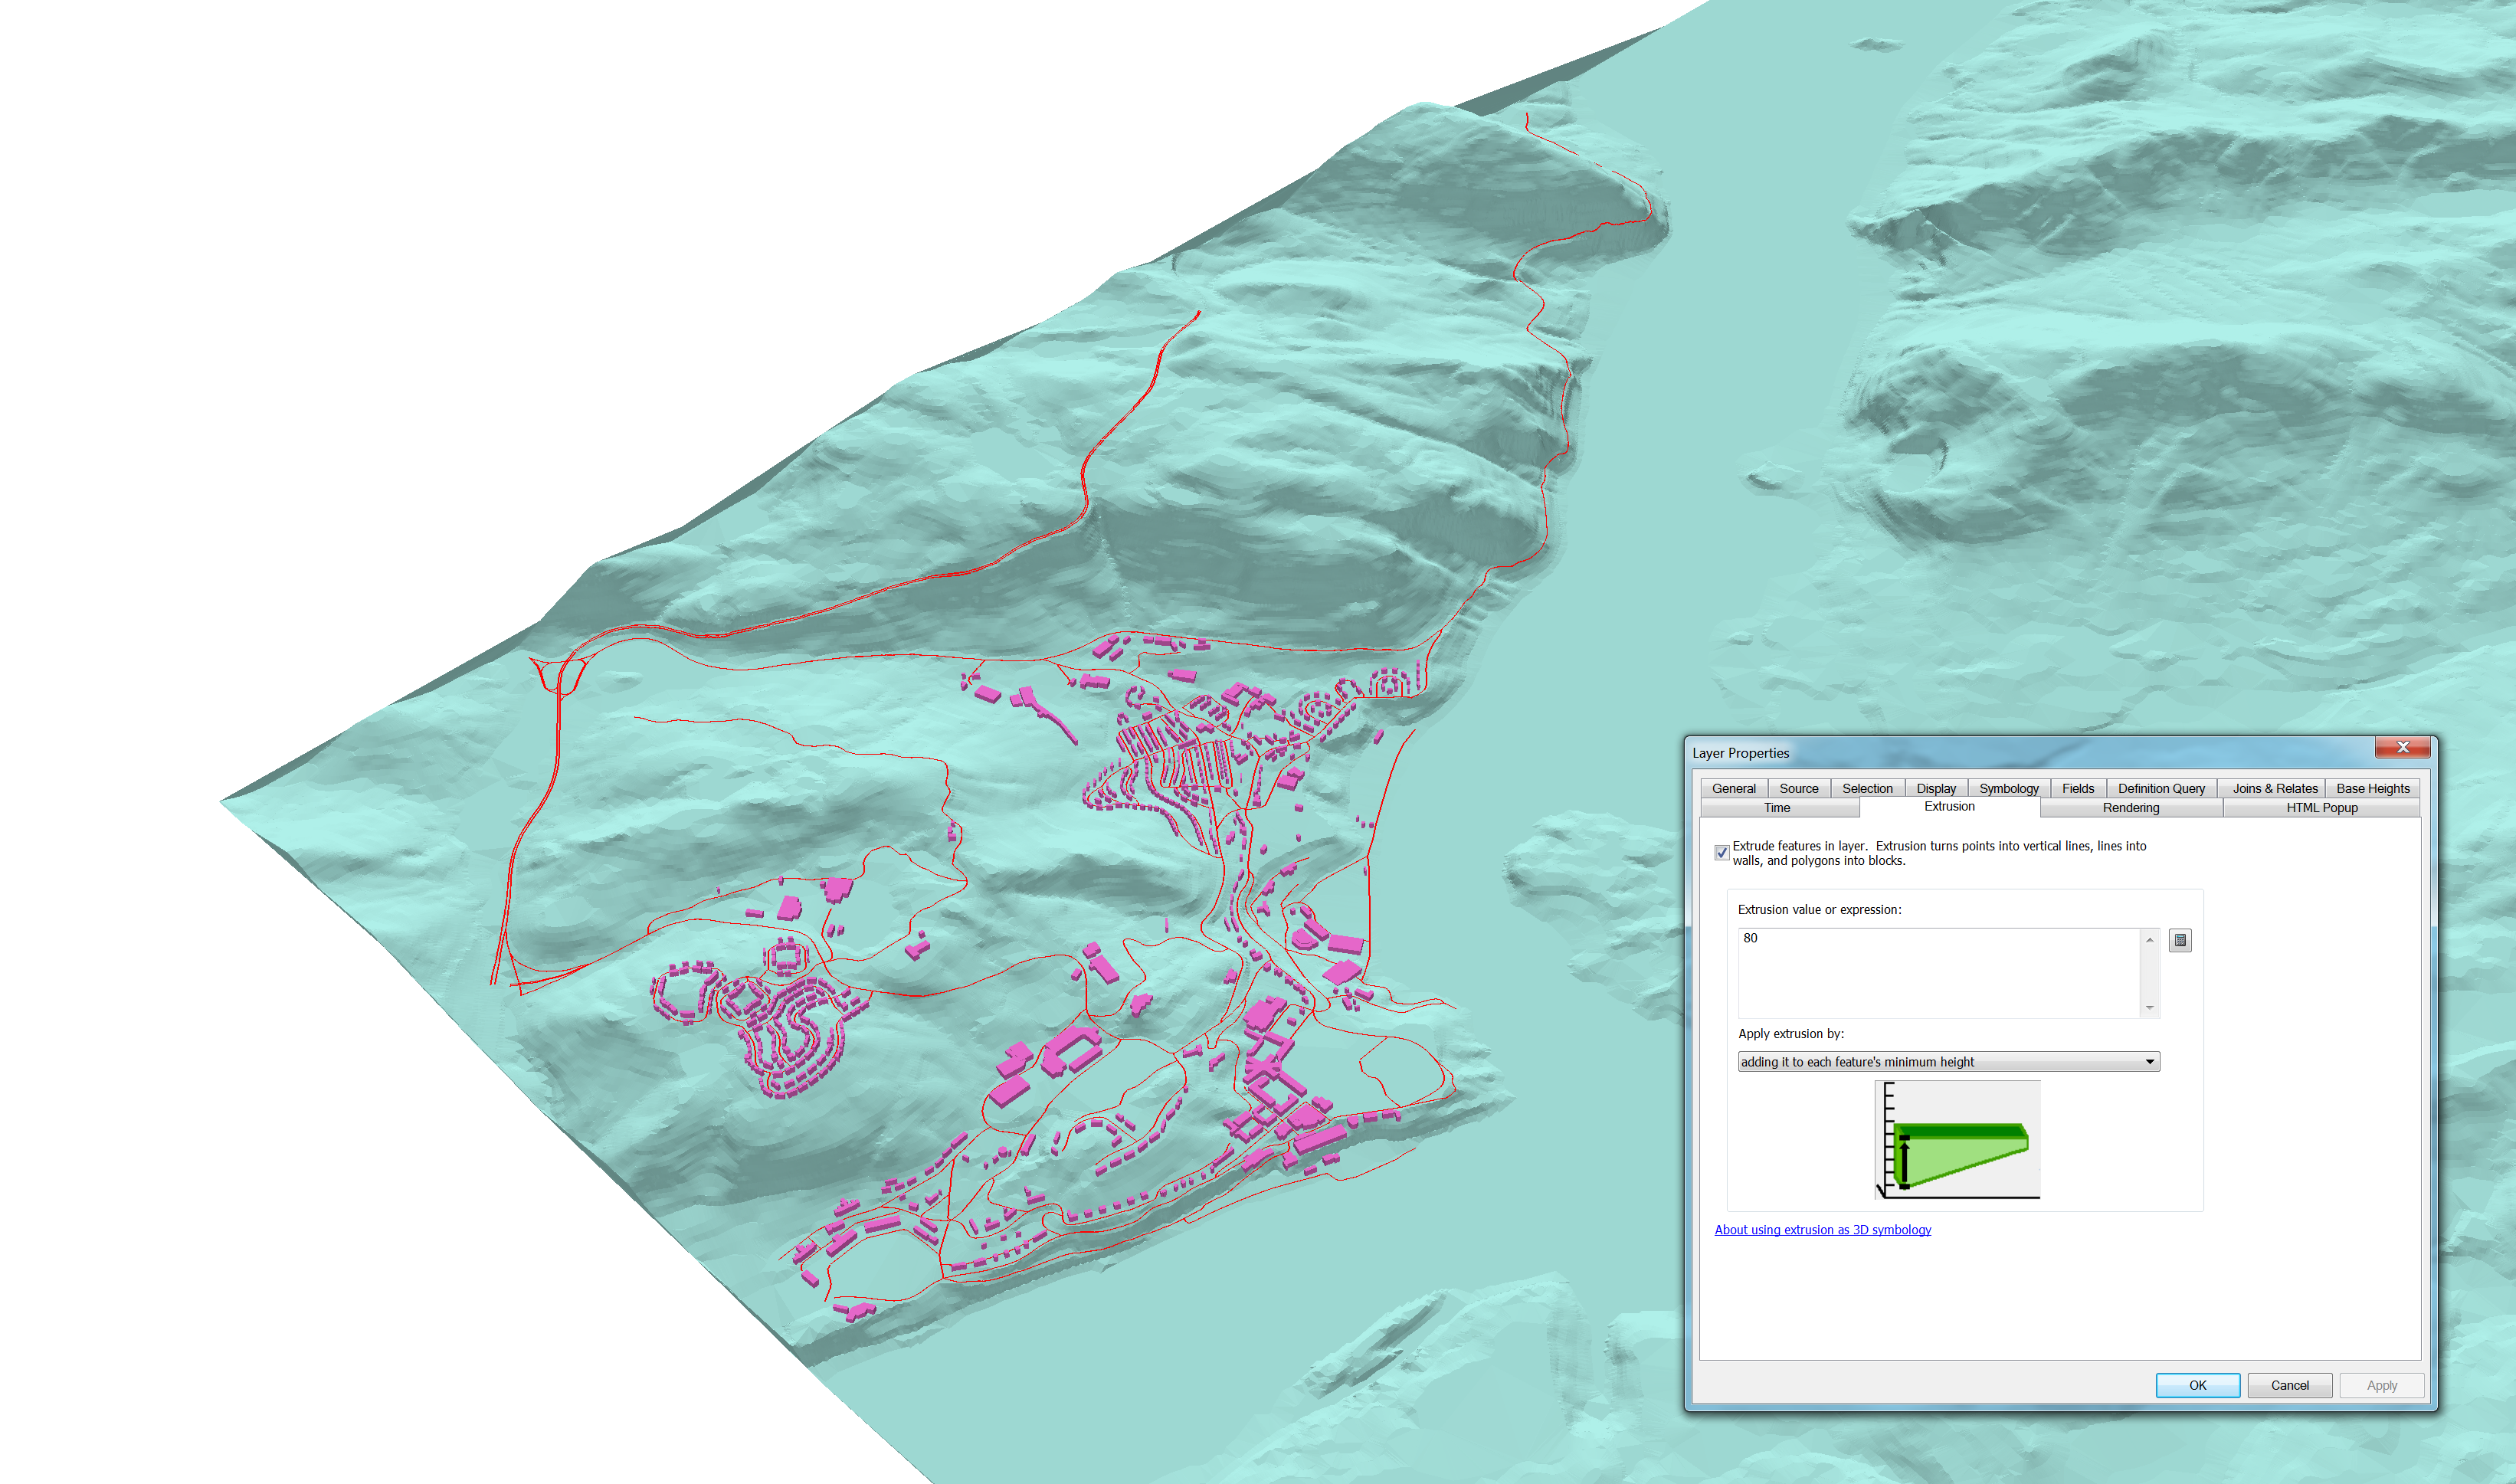 Layer Properties
General Source Selection Display Symbology Fields Definition Query Joins & Relates Base Heights
Time Extrusion Rendering HTML Popup
Extrude features in layer. Extrusion turns points into vertical lines, lines into
walls, and polygons into blocks.
Extrusion value or expression:
80
Apply extrusion by:
adding it to each feature's minimum height
About using extrusion as 3D symbology
OK Cancel Apply